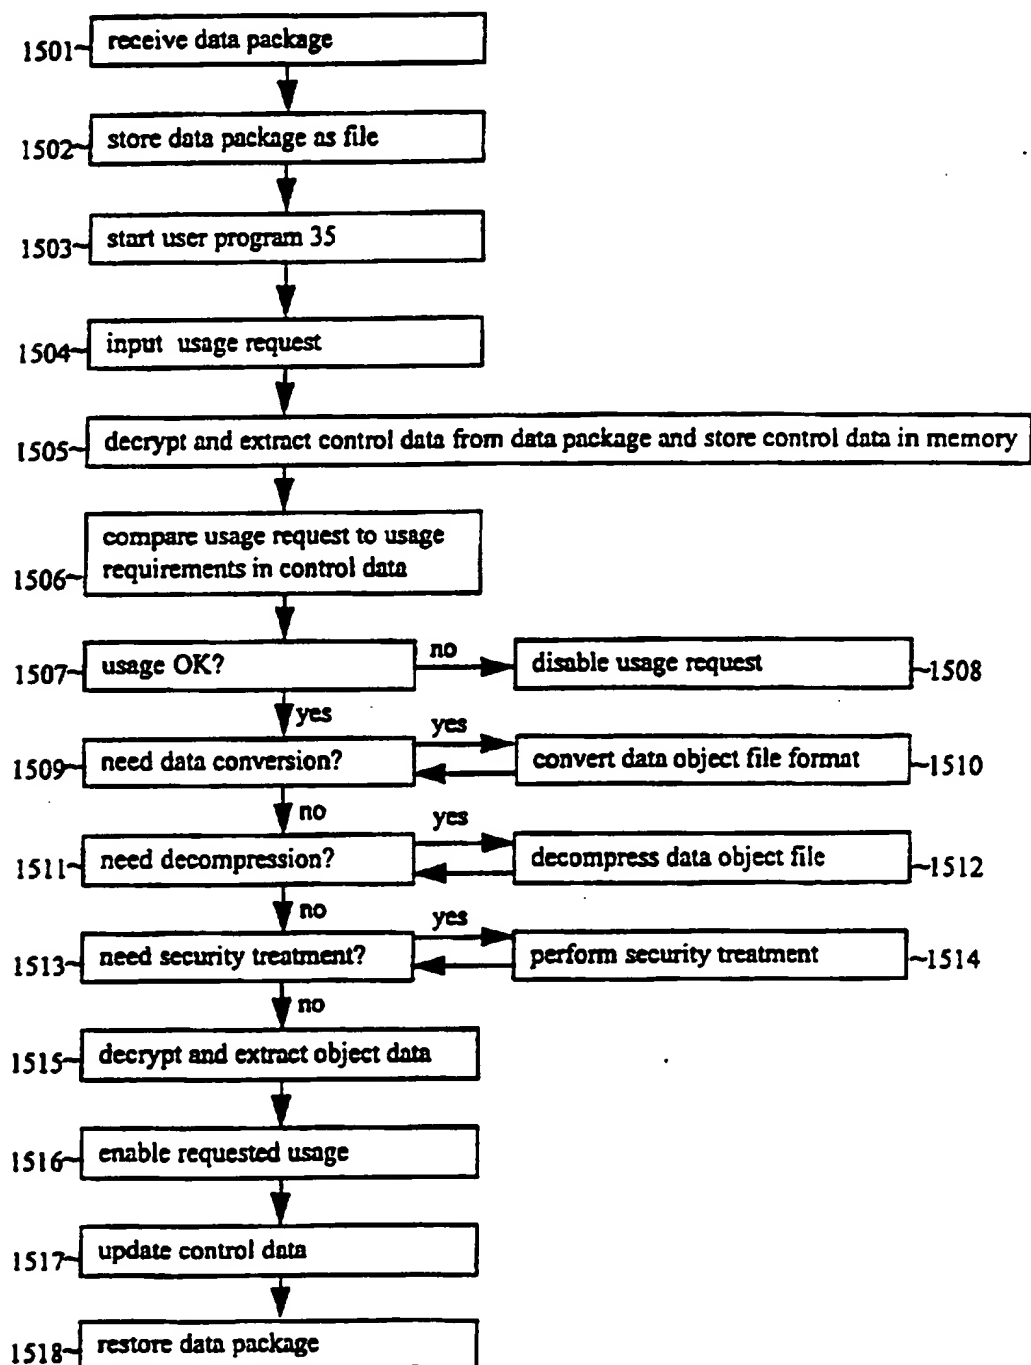 1501 receive data package
1502 store data package as file
1503 start user program 35
1504 input usage request
1505 decrypt and extract control data from data package and store control data in memory
compare usage request to usage
1506 requirements in control data
1507 usage OK? no disable usage request 1508
yes yes
1509 need data conversion? convert data object file format 1510
no yes
1511 need decompression? decompress data object file 1512
no yes
1513 need security treatment? perform security treatment 1514
no
1515 decrypt and extract object data
1516 enable requested usage
1517 update control data
1518 restore data package